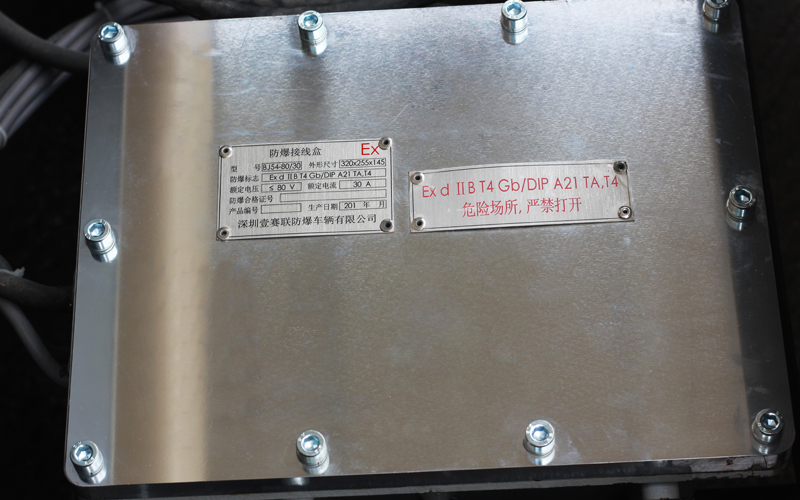 防爆接线盒 Ex
型 号 BJ54-80/30 外形尺寸 320x255x145
防爆标志 Ex d II B T4 Gb/DIP A21 TA,T4
额定电压 ≤ 80 V 额定电流 30 A
防爆合格证号
产品编号 生产日期 201 年 月
深圳壹赛联防爆车辆有限公司
Ex d II B T4 Gb/DIP A21 TA,T4
危险场所, 严禁打开